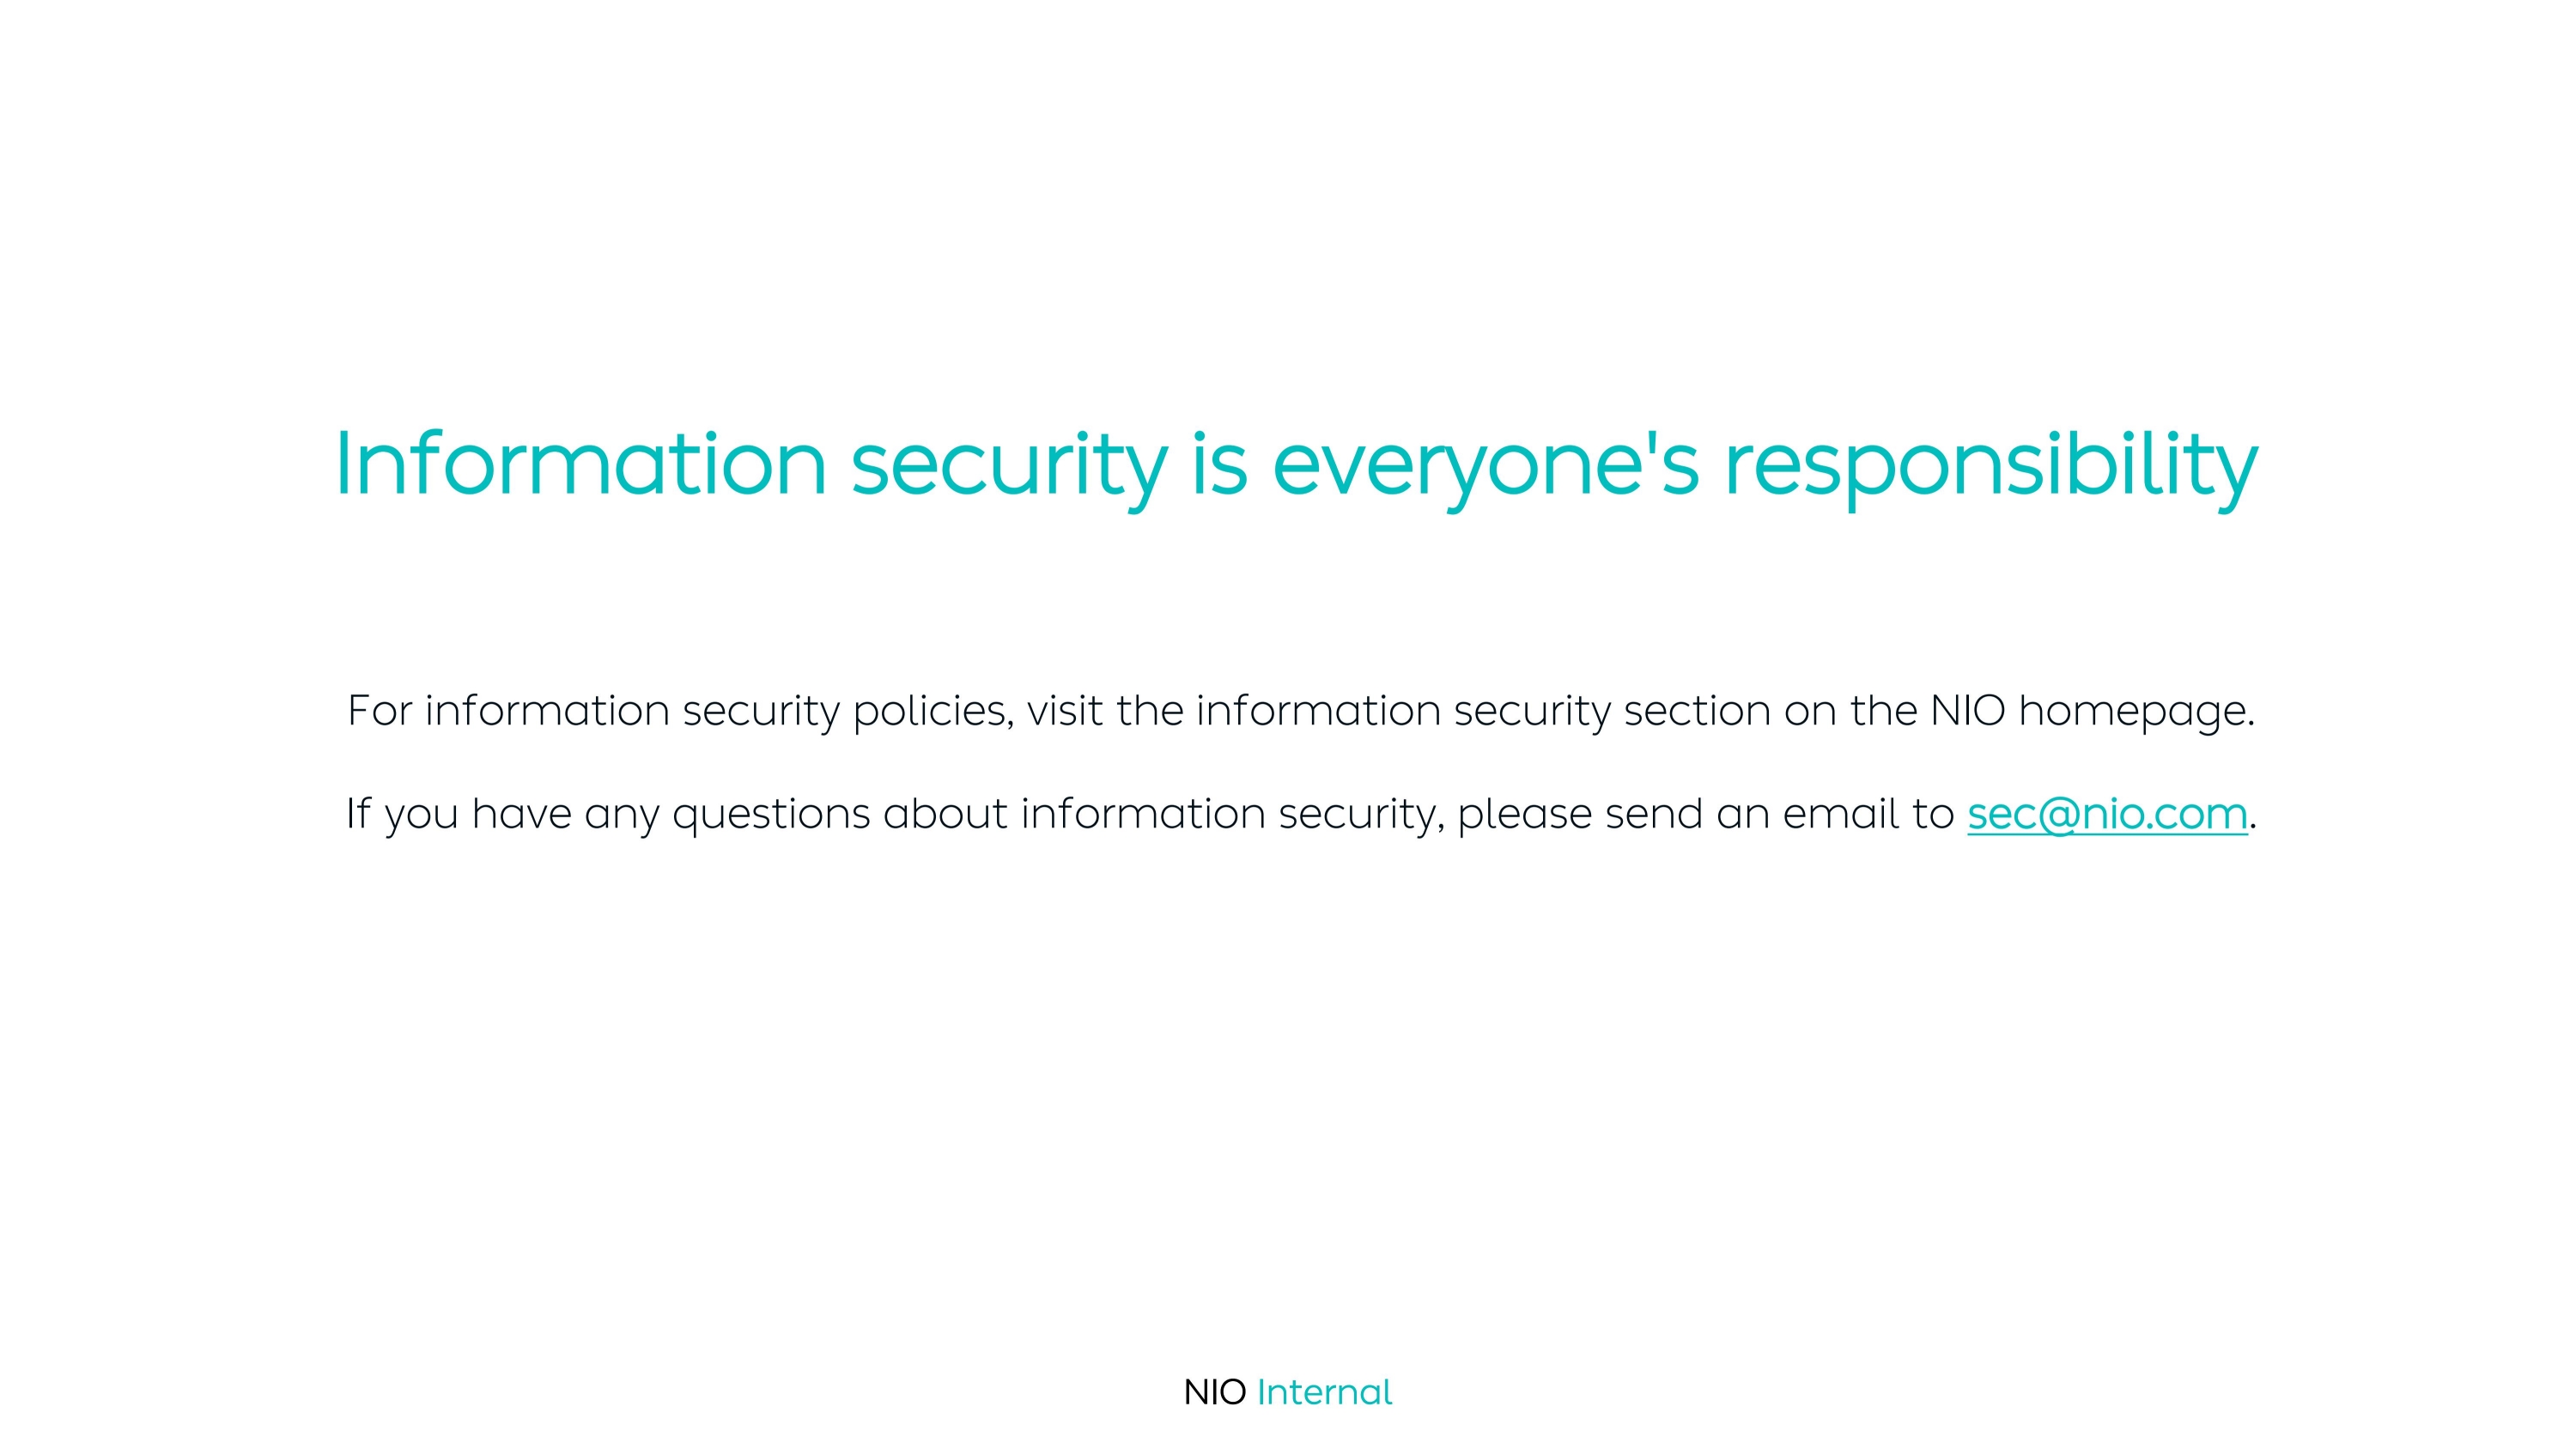 Information security is everyone's responsibility
For information security policies, visit the information security section on the NIO homepage.
If you have any questions about information security, please send an email to sec@nio.com.
NIO Internal